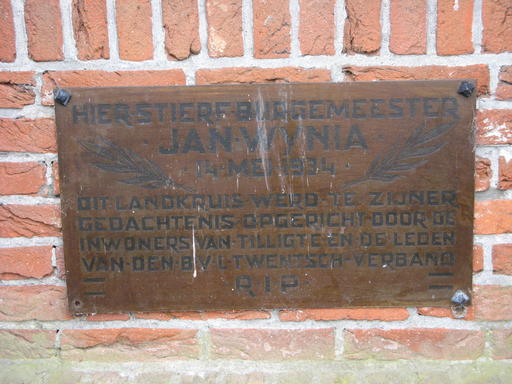 HIER STIERF BURGEMEESTER
JAN WYNIA
14 MEI 1934
DIT LANDKRUIS WERD TE ZIJNER
GEDACHTENIS OPGERICHT DOOR DE
INWONERS VAN TILLIGTE EN DE LEDEN
VAN DEN B.V.L. TWENTSCH-VERBAND
R I P